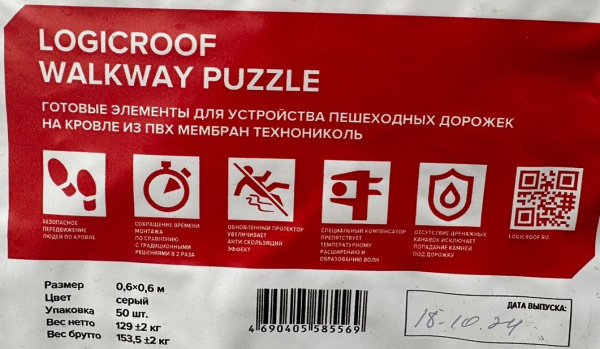 LOGICROOF
WALKWAY PUZZLE
ГОТОВЫЕ ЭЛЕМЕНТЫ ДЛЯ УСТРОЙСТВА ПЕШЕХОДНЫХ ДОРОЖЕК
НА КРОВЛЕ ИЗ ПВХ МЕМБРАН ТЕХНОНИКОЛЬ
БЕЗОПАСНОЕ
ПЕРЕДВИЖЕНИЕ
ЛЮДЕЙ ПО КРОВЛЕ
СОКРАЩЕНИЕ ВРЕМЕНИ
МОНТАЖА
ПО СРАВНЕНИЮ
С ТРАДИЦИОННЫМИ
РЕШЕНИЯМИ В 2 РАЗА
ОБНОВЛЕННЫЙ ПРОТЕКТОР
УВЕЛИЧИВАЕТ
АНТИ СКОЛЬЗЯЩИЙ
ЭФФЕКТ
СПЕЦИАЛЬНЫЙ КОМПЕНСАТОР
ПРЕПЯТСТВУЕТ
ТЕМПЕРАТУРНОМУ
РАСШИРЕНИЮ И
ОБРАЗОВАНИЮ ВОЛН
ОТСУТСТВИЕ ДРЕНАЖНЫХ
КАНАВОК ИСКЛЮЧАЕТ
ПОПАДАНИЕ КАМНЕЙ
ПОД ДОРОЖКУ
LOGICROOF.RU
Размер 0,6×0,6 м
Цвет серый
Упаковка 50 шт.
Вес нетто 129 ±2 кг
Вес брутто 153,5 ±2 кг
4 690405 585569
ДАТА ВЫПУСКА:
18-10.24